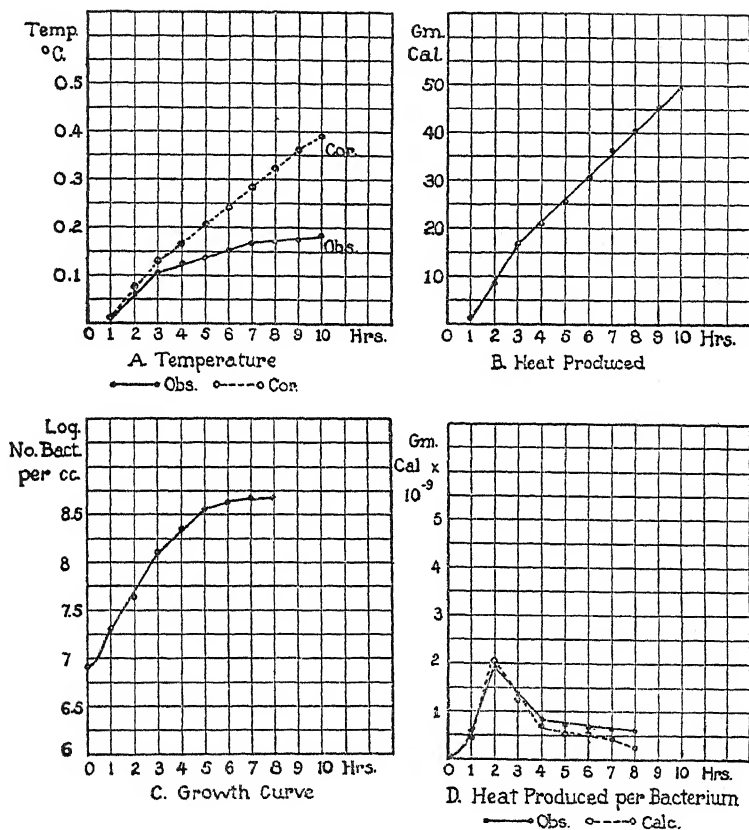 Temp.
°C.
0.5
0.4
0.3
0.2
0.1
Cor.
Obs.
0 1 2 3 4 5 6 7 8 9 10 Hrs.
A. Temperature
Obs. Cor.
Gm.
Cal.
50
40
30
20
10
0 1 2 3 4 5 6 7 8 9 10 Hrs.
B. Heat Produced
Log.
No. Bact.
per cc.
8.5
8
7.5
7
6.5
6
0 1 2 3 4 5 6 7 8 9 10 Hrs.
C. Growth Curve
Gm.
Cal x
10-9
5
4
3
2
1
0 1 2 3 4 5 6 7 8 9 10 Hrs.
D. Heat Produced per Bacterium
Obs. Calc.